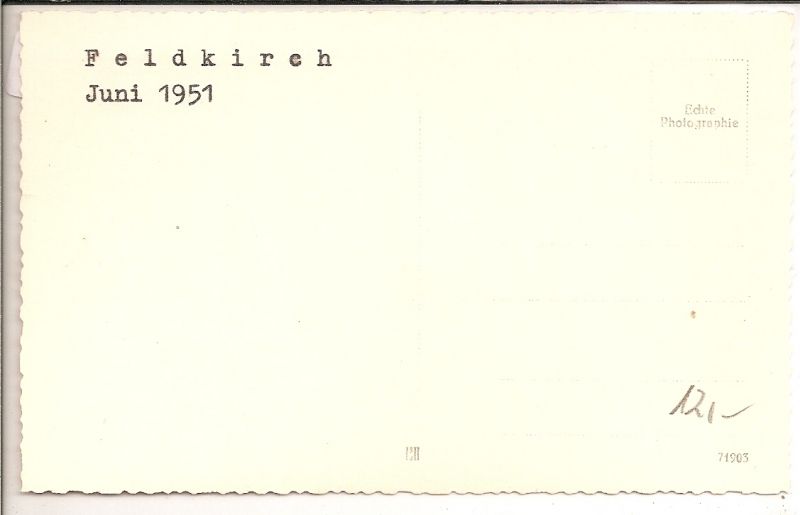 Feldkirch
Juni 1951
Echte
Photographie
12,-
71903